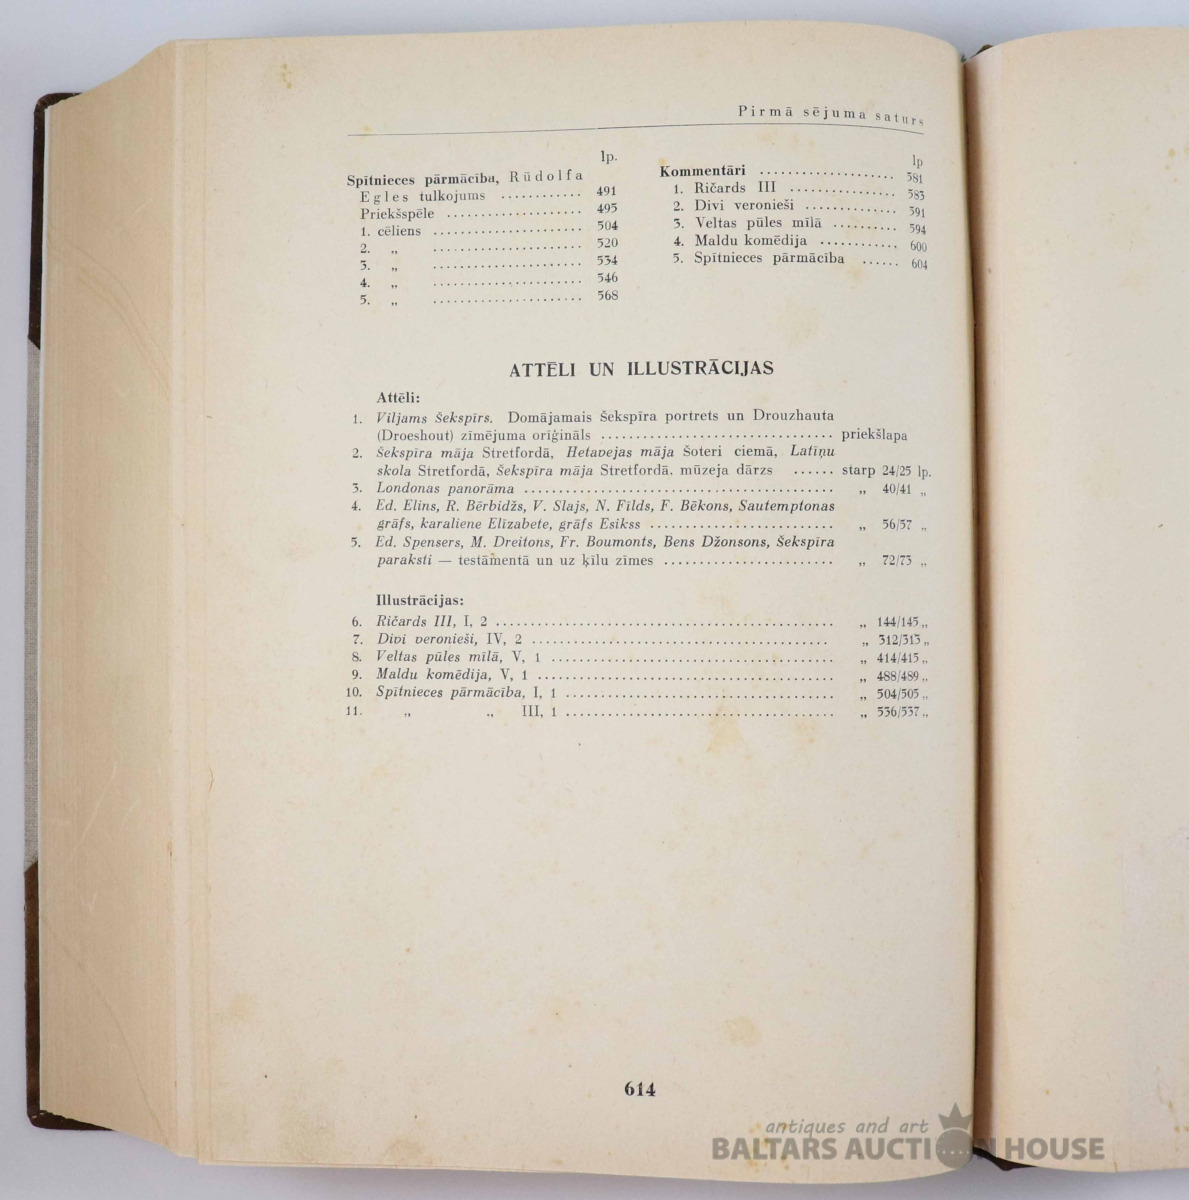 Pirmā sējuma saturs
lp.
Spītnieces pārmācība, Rūdolfa
Egles tulkojums ........... 491
Priekšspēle .................... 495
1. cēliens ...................... 504
2. „ ...................... 520
3. „ ...................... 534
4. „ ...................... 546
5. „ ...................... 568
lp
Kommentāri .................... 581
1. Ričards III ................ 583
2. Divi veronieši .............. 591
3. Veltas pūles mīlā .......... 594
4. Maldu komēdija ............ 600
5. Spītnieces pārmācība ...... 604
ATTĒLI UN ILLUSTRĀCIJAS
Attēli:
1. Viljams Šekspīrs. Domājamais Šekspīra portrets un Drouzhauta
(Droeshout) zīmējuma oriģināls ................................ priekšlapa
2. Šekspīra māja Stretfordā, Hetavejas māja Šoteri ciemā, Latīņu
skola Stretfordā, Šekspīra māja Stretfordā, mūzeja dārzs ...... starp 24/25 lp.
3. Londonas panorāma ........................................... „ 40/41 „
4. Ed. Elins, R. Bērbidžs, V. Slajs, N. Fīlds, F. Bēkons, Sautemptonas
grāfs, karaliene Elīzabete, grāfs Esikss ......................... „ 56/57 „
5. Ed. Spensers, M. Dreitons, Fr. Boumonts, Bens Džonsons, Šekspīra
paraksti — testāmentā un uz ķīlu zīmes ........................ „ 72/73 „
Illustrācijas:
6. Ričards III, I, 2 ............................................... „ 144/145 „
7. Divi veronieši, IV, 2 .......................................... „ 312/313 „
8. Veltas pūles mīlā, V, 1 ........................................ „ 414/415 „
9. Maldu komēdija, V, 1 .......................................... „ 488/489 „
10. Spītnieces pārmācība, I, 1 ..................................... „ 504/505 „
11. „ „ III, 1 ..................................... „ 536/537 „
614
antiques and art
BALTARS AUCTION HOUSE